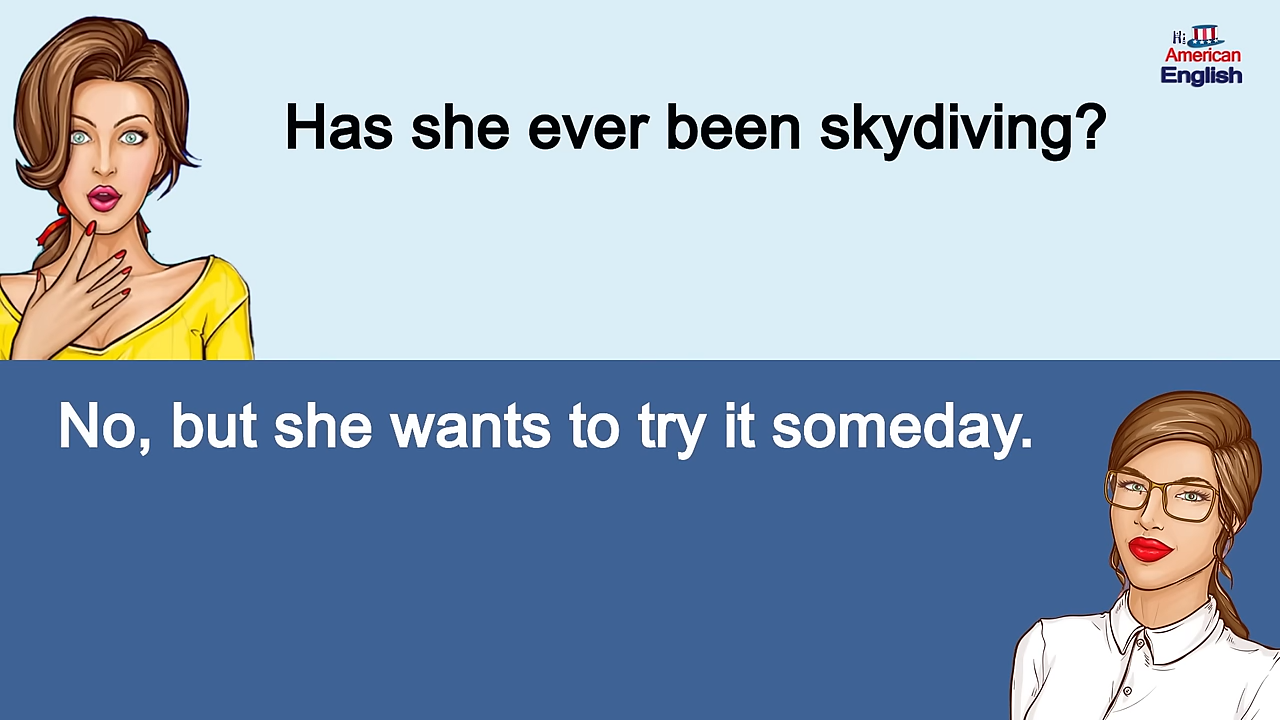 Hi
American
English
Has she ever been skydiving?
No, but she wants to try it someday.